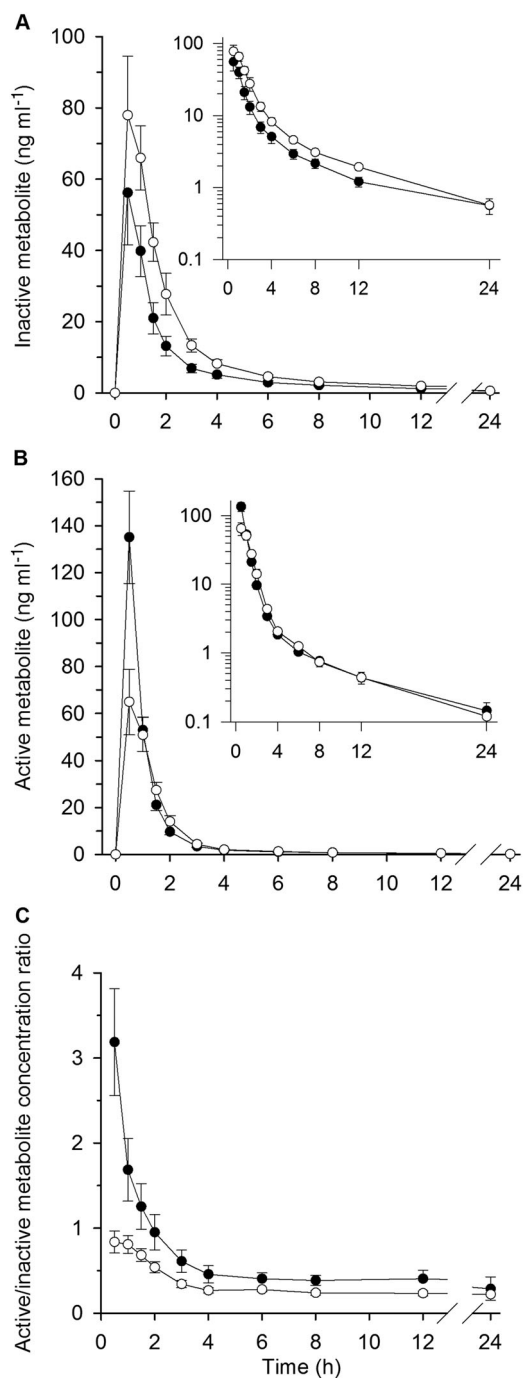 A
Inactive metabolite (ng ml-1)
100
80
60
40
20
0
0 2 4 6 8 10 12 24
100
10
1
0.1
0 4 8 12 24
B
Active metabolite (ng ml-1)
160
140
120
100
80
60
40
20
0
0 2 4 6 8 10 12 24
100
10
1
0.1
0 4 8 12 24
C
Active/inactive metabolite concentration ratio
4
3
2
1
0
0 2 4 6 8 10 12 24
Time (h)